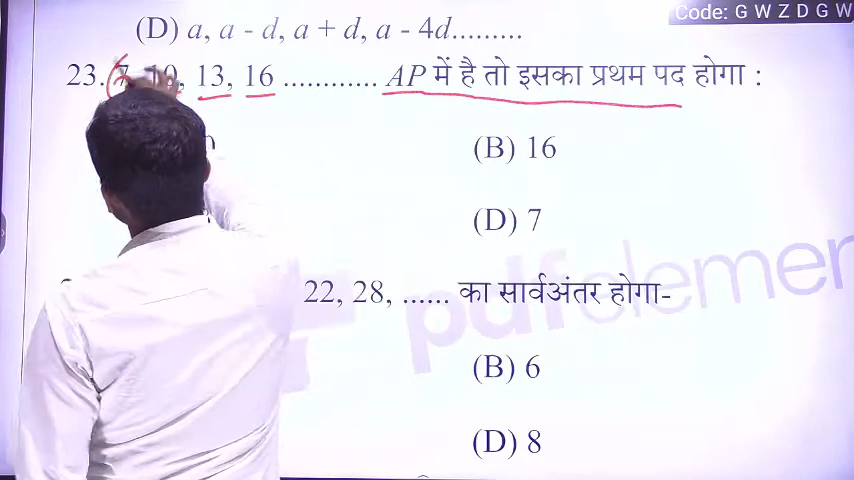 Code: G W Z D G W
(D) a, a - d, a + d, a - 4d.........
23. 7, 10, 13, 16 ............. AP में है तो इसका प्रथम पद होगा :
(B) 16
(D) 7
22, 28, ...... का सार्वअंतर होगा-
(B) 6
(D) 8
pdfelemen